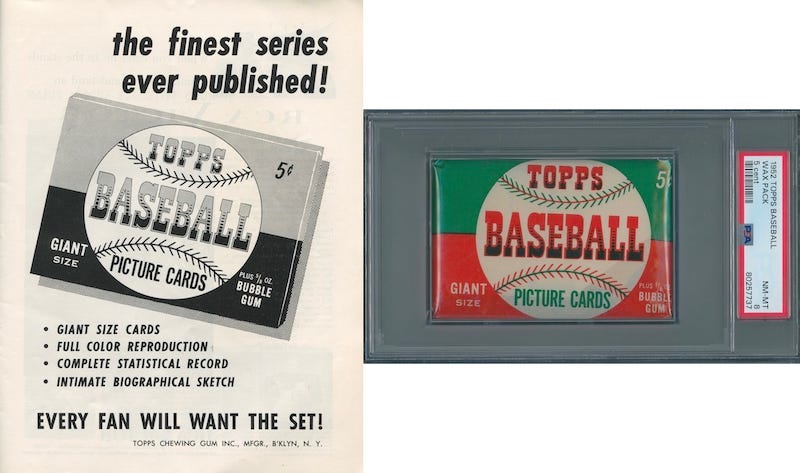 the finest series
ever published!
TOPPS
5¢
BASEBALL
GIANT
SIZE
PICTURE CARDS
PLUS 5/8 OZ.
BUBBLE
GUM
• GIANT SIZE CARDS
• FULL COLOR REPRODUCTION
• COMPLETE STATISTICAL RECORD
• INTIMATE BIOGRAPHICAL SKETCH
EVERY FAN WILL WANT THE SET!
TOPPS CHEWING GUM INC., MFGR., B'KLYN, N. Y.
TOPPS
5¢
BASEBALL
GIANT
SIZE
PICTURE CARDS
PLUS
BUBBLE
GUM
1952 TOPPS BASEBALL
WAX PACK
5 cent
NM-MT 8
PSA
80257737